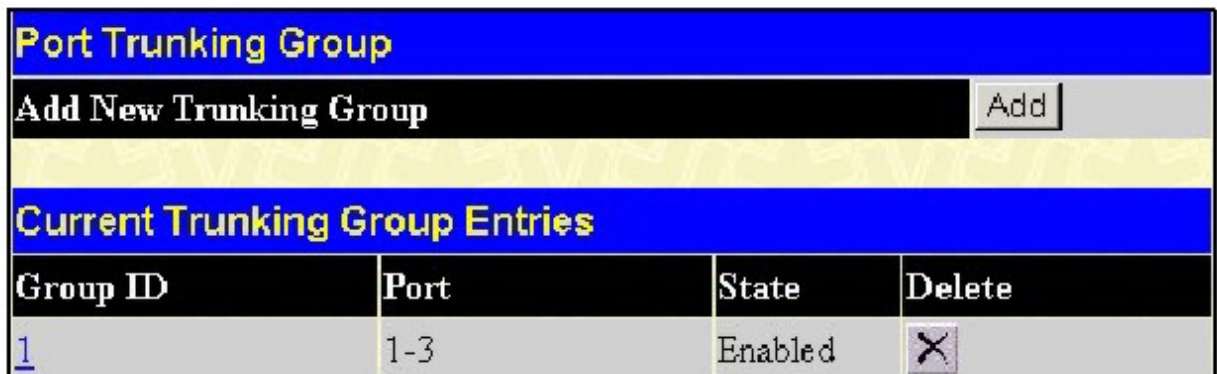 Port Trunking Group
Add New Trunking Group Add
Current Trunking Group Entries
Group ID Port State Delete
1 1-3 Enabled